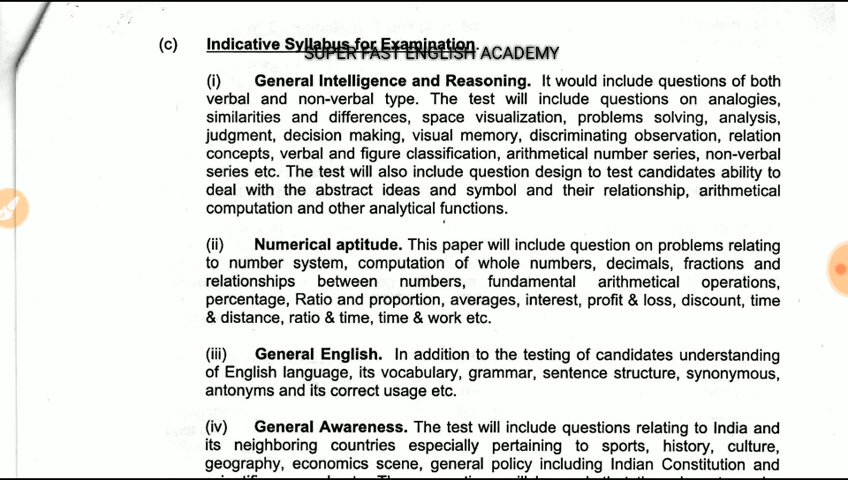 (c) Indicative Syllabus for Examination.
SUPER FAST ENGLISH ACADEMY
(i) General Intelligence and Reasoning. It would include questions of both
verbal and non-verbal type. The test will include questions on analogies,
similarities and differences, space visualization, problems solving, analysis,
judgment, decision making, visual memory, discriminating observation, relation
concepts, verbal and figure classification, arithmetical number series, non-verbal
series etc. The test will also include question design to test candidates ability to
deal with the abstract ideas and symbol and their relationship, arithmetical
computation and other analytical functions.
(ii) Numerical aptitude. This paper will include question on problems relating
to number system, computation of whole numbers, decimals, fractions and
relationships between numbers, fundamental arithmetical operations,
percentage, Ratio and proportion, averages, interest, profit & loss, discount, time
& distance, ratio & time, time & work etc.
(iii) General English. In addition to the testing of candidates understanding
of English language, its vocabulary, grammar, sentence structure, synonymous,
antonyms and its correct usage etc.
(iv) General Awareness. The test will include questions relating to India and
its neighboring countries especially pertaining to sports, history, culture,
geography, economics scene, general policy including Indian Constitution and